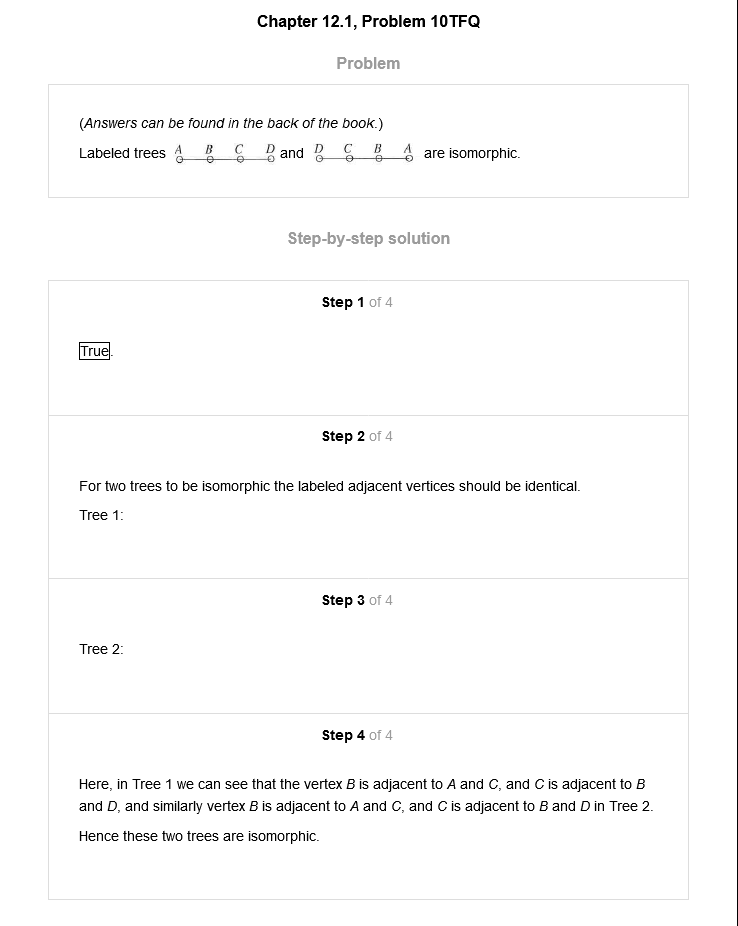 Chapter 12.1, Problem 10TFQ
Problem
(Answers can be found in the back of the book.)
Labeled trees A B C D and D C B A are isomorphic.
Step-by-step solution
Step 1 of 4
True.
Step 2 of 4
For two trees to be isomorphic the labeled adjacent vertices should be identical.
Tree 1:
Step 3 of 4
Tree 2:
Step 4 of 4
Here, in Tree 1 we can see that the vertex B is adjacent to A and C, and C is adjacent to B
and D, and similarly vertex B is adjacent to A and C, and C is adjacent to B and D in Tree 2.
Hence these two trees are isomorphic.